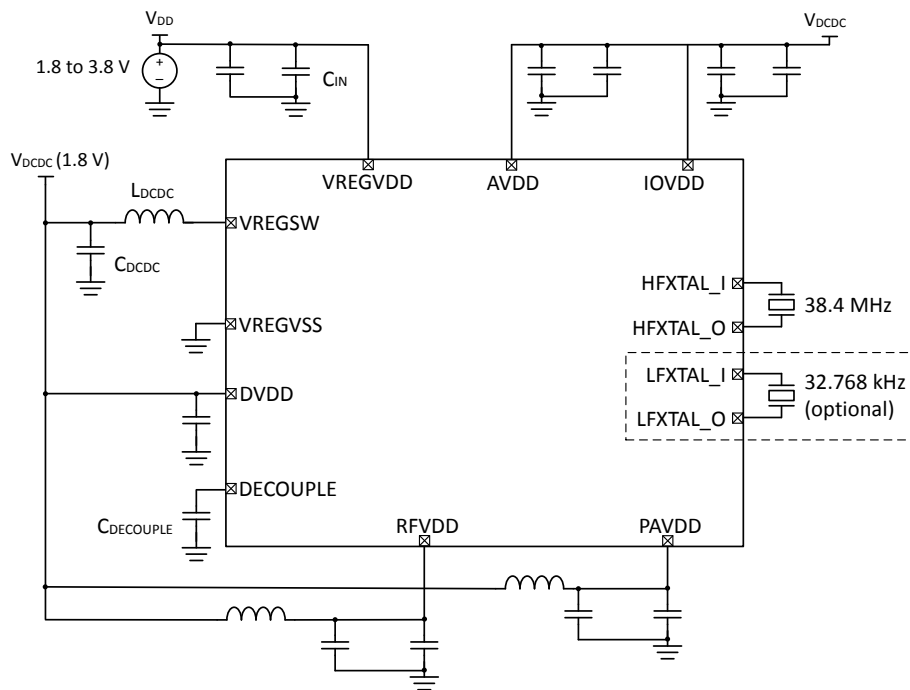 VDD
1.8 to 3.8 V
+
–
CIN
VDCDC
VDCDC (1.8 V)
LDCDC
CDCDC
VREGVDD
AVDD
IOVDD
VREGSW
VREGVSS
DVDD
DECOUPLE
CDECOUPLE
HFXTAL_I
HFXTAL_O
38.4 MHz
LFXTAL_I
LFXTAL_O
32.768 kHz
(optional)
RFVDD
PAVDD